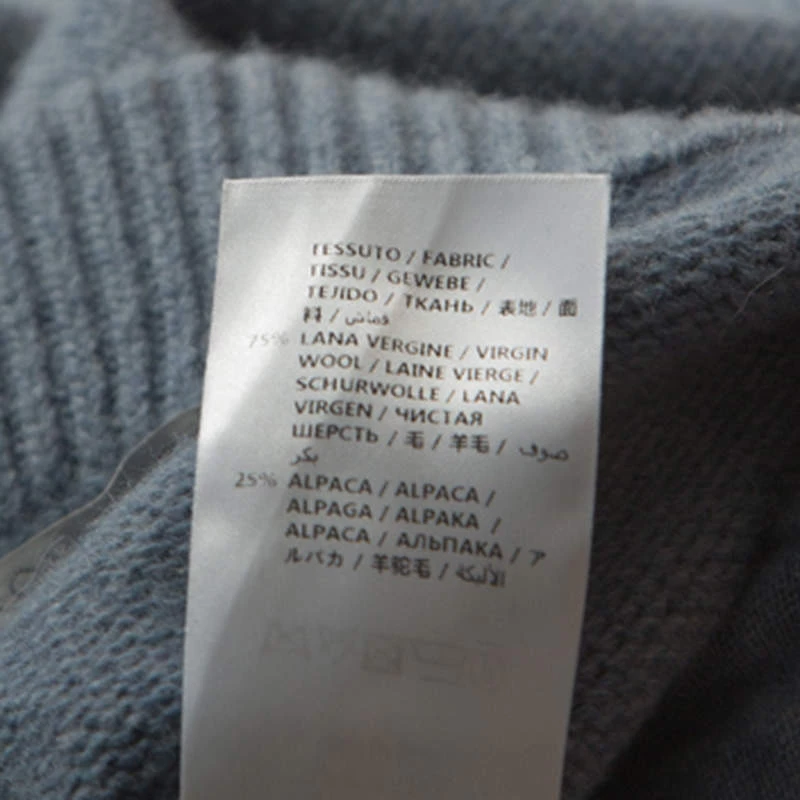 TESSUTO / FABRIC /
TISSU / GEWEBE /
TEJIDO / ТКАНЬ / 表地 / 面
料 / قماش
75% LANA VERGINE / VIRGIN
WOOL / LAINE VIERGE /
SCHURWOLLE / LANA
VIRGEN / ЧИСТАЯ
ШЕРСТЬ / 毛 / 羊毛 / صوف
بكر
25% ALPACA / ALPACA /
ALPAGA / ALPAKA /
ALPACA / АЛЬПАКА / ア
ルパカ / 羊驼毛 / الألبكة